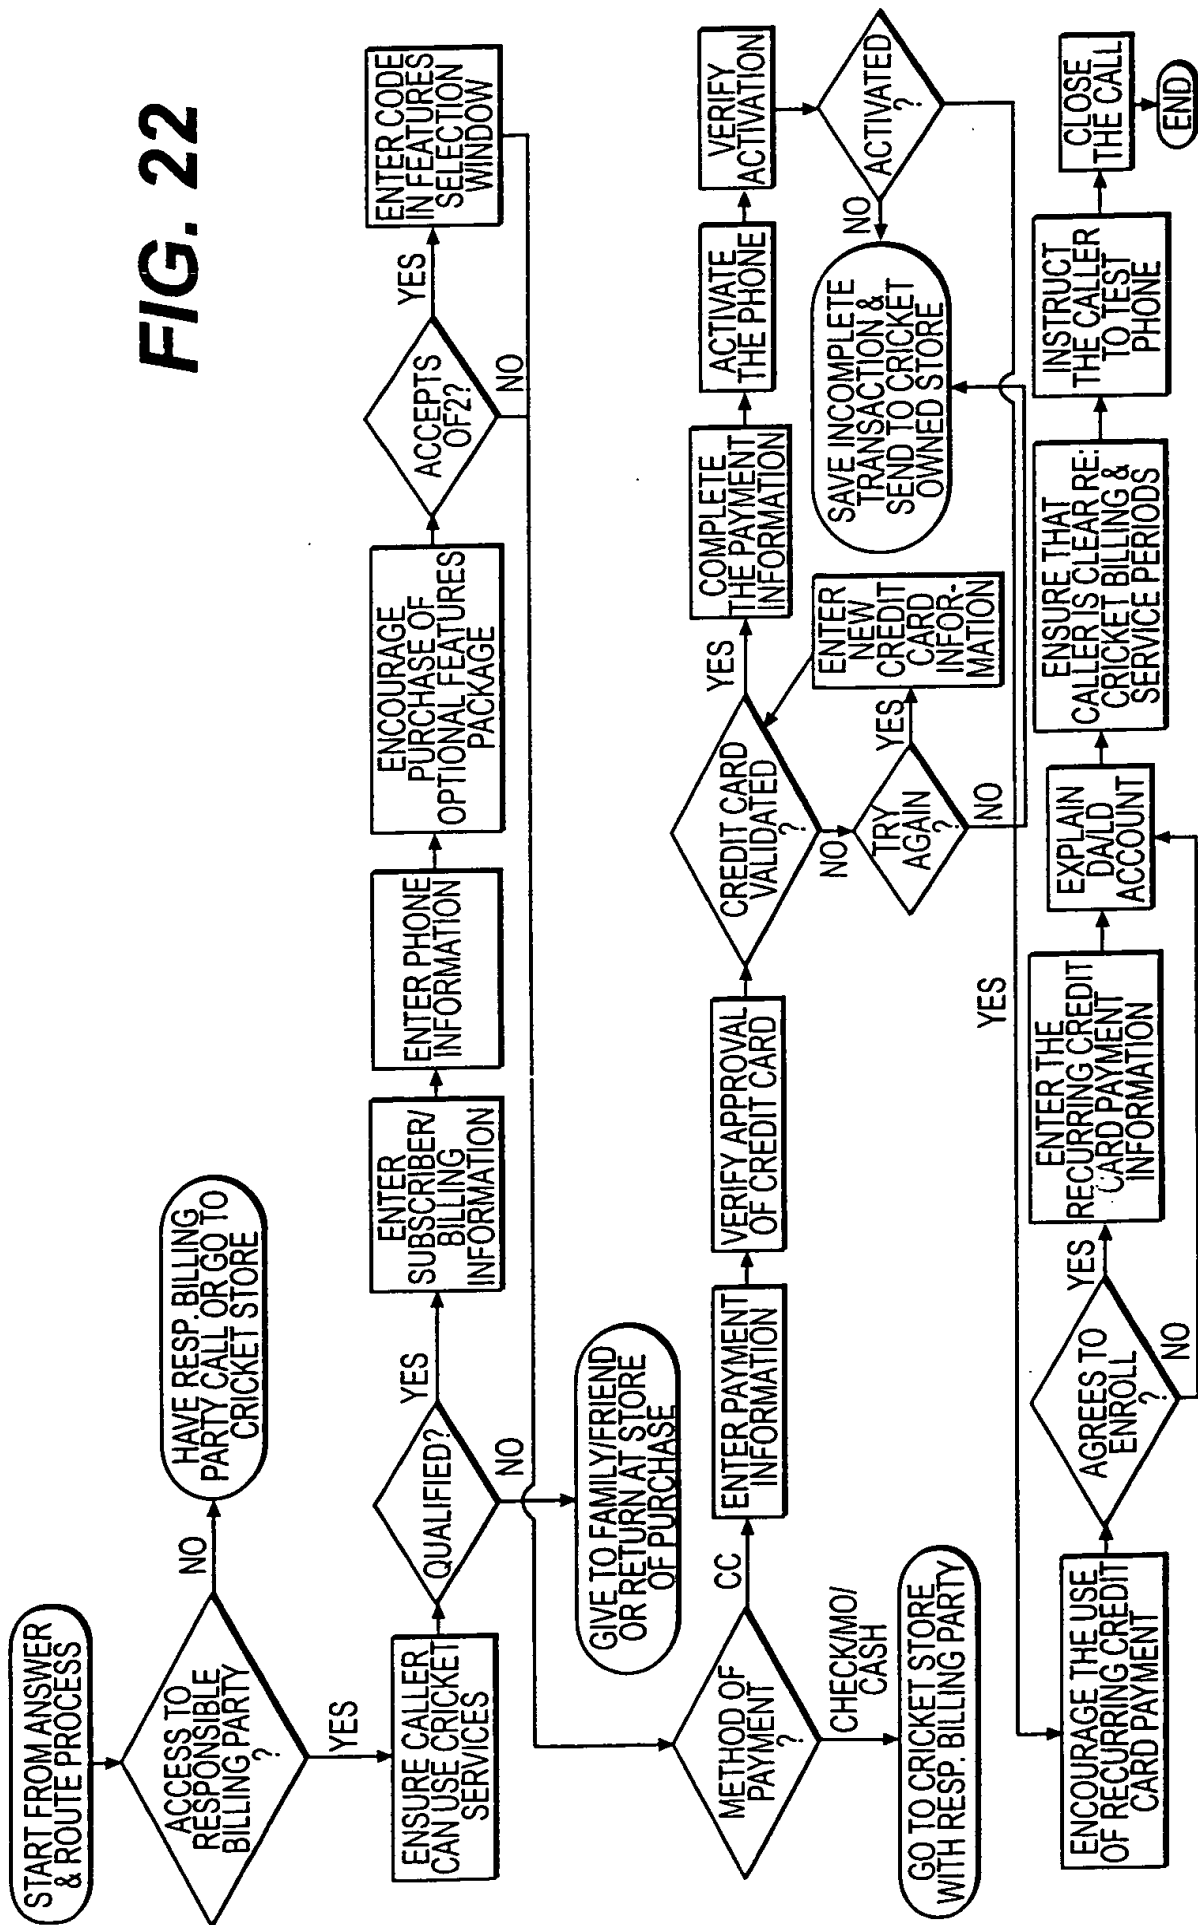 FIG. 22
START FROM ANSWER
& ROUTE PROCESS
ACCESS TO
RESPONSIBLE
BILLING PARTY
?
NO
HAVE RESP. BILLING
PARTY CALL OR GO TO
CRICKET STORE
YES
ENSURE CALLER
CAN USE CRICKET
SERVICES
QUALIFIED?
YES
NO
GIVE TO FAMILY/FRIEND
OR RETURN AT STORE
OF PURCHASE
ENTER
SUBSCRIBER/
BILLING
INFORMATION
ENTER PHONE
INFORMATION
ENCOURAGE
PURCHASE OF
OPTIONAL FEATURES
PACKAGE
ACCEPTS
OF2?
YES
NO
ENTER CODE
IN FEATURES
SELECTION
WINDOW
METHOD OF
PAYMENT
?
CC
CHECK/MO/
CASH
GO TO CRICKET STORE
WITH RESP. BILLING PARTY
ENTER PAYMENT
INFORMATION
VERIFY APPROVAL
OF CREDIT CARD
CREDIT CARD
VALIDATED
?
YES
NO
TRY
AGAIN
?
YES
NO
ENTER
NEW
CREDIT
CARD
INFOR-
MATION
COMPLETE
THE PAYMENT
INFORMATION
ACTIVATE
THE PHONE
VERIFY
ACTIVATION
ACTIVATED
?
NO
SAVE INCOMPLETE
TRANSACTION &
SEND TO CRICKET
OWNED STORE
YES
ENCOURAGE THE USE
OF RECURRING CREDIT
CARD PAYMENT
AGREES TO
ENROLL
?
YES
NO
ENTER THE
RECURRING CREDIT
CARD PAYMENT
INFORMATION
EXPLAIN
DA/LD
ACCOUNT
ENSURE THAT
CALLER IS CLEAR RE:
CRICKET BILLING &
SERVICE PERIODS
INSTRUCT
THE CALLER
TO TEST
PHONE
CLOSE
THE CALL
END